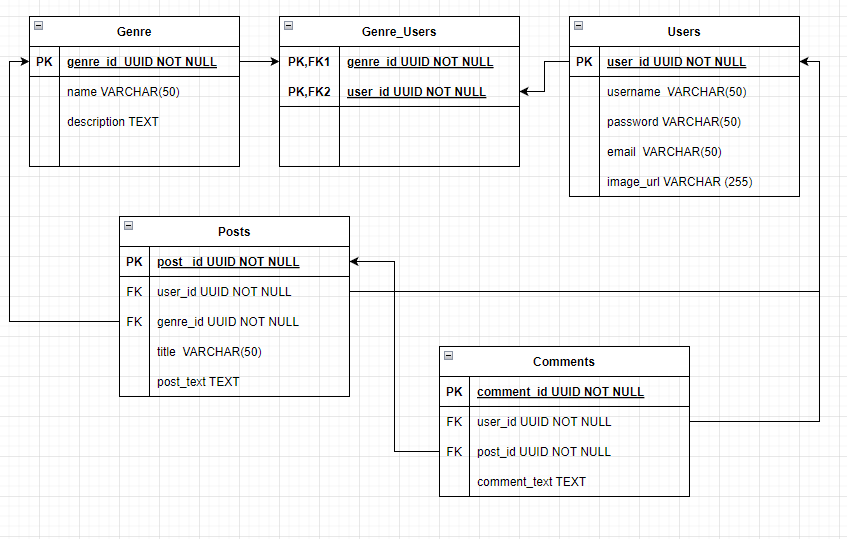 Genre
PK genre_id UUID NOT NULL
name VARCHAR(50)
description TEXT
Genre_Users
PK,FK1 genre_id UUID NOT NULL
PK,FK2 user_id UUID NOT NULL
Users
PK user_id UUID NOT NULL
username VARCHAR(50)
password VARCHAR(50)
email VARCHAR(50)
image_url VARCHAR (255)
Posts
PK post_id UUID NOT NULL
FK user_id UUID NOT NULL
FK genre_id UUID NOT NULL
title VARCHAR(50)
post_text TEXT
Comments
PK comment_id UUID NOT NULL
FK user_id UUID NOT NULL
FK post_id UUID NOT NULL
comment_text TEXT